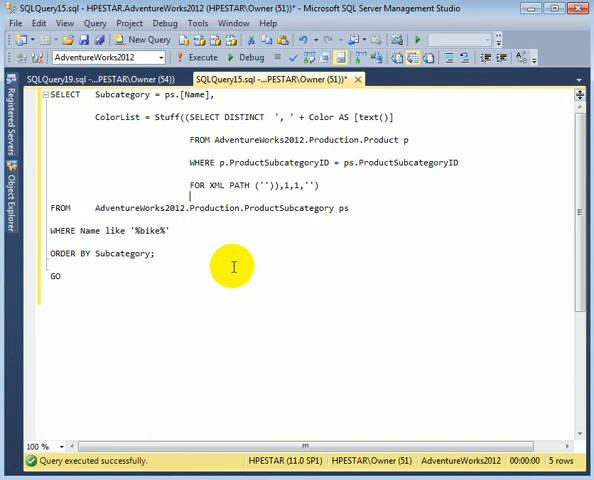 SQLQuery15.sql - HPESTAR.AdventureWorks2012 (HPESTAR\Owner (51))* - Microsoft SQL Server Management Studio
File Edit View Query Project Debug Tools Window Help
New Query
AdventureWorks2012 Execute Debug
SQLQuery19.sql -...PESTAR\Owner (54)) SQLQuery15.sql -...PESTAR\Owner (51))* ×
Registered Servers
Object Explorer
SELECT Subcategory = ps.[Name],
ColorList = Stuff((SELECT DISTINCT ', ' + Color AS [text()]
FROM AdventureWorks2012.Production.Product p
WHERE p.ProductSubcategoryID = ps.ProductSubcategoryID
FOR XML PATH ('')),1,1,'')
FROM AdventureWorks2012.Production.ProductSubcategory ps
WHERE Name like '%bike%'
ORDER BY Subcategory;
GO
100 %
Query executed successfully. HPESTAR (11.0 SP1) HPESTAR\Owner (51) AdventureWorks2012 00:00:00 5 rows